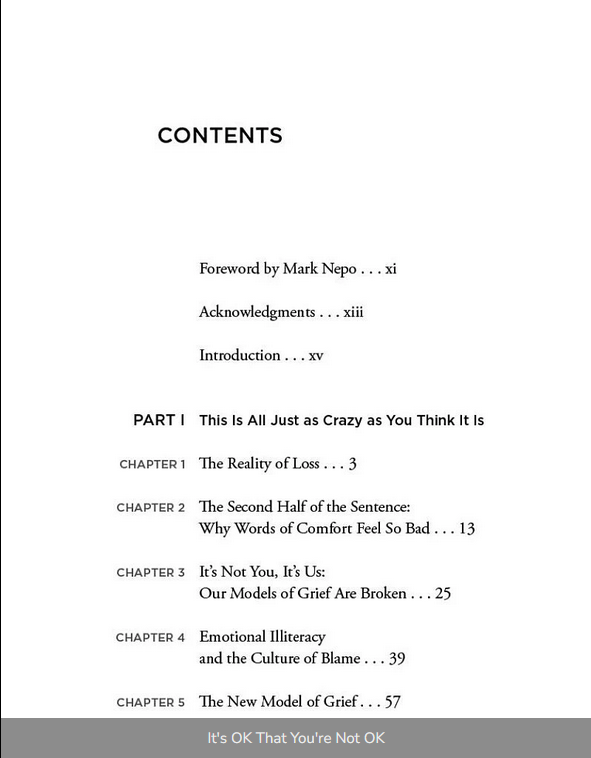 CONTENTS
Foreword by Mark Nepo . . . xi
Acknowledgments . . . xiii
Introduction . . . xv
PART I This Is All Just as Crazy as You Think It Is
CHAPTER 1 The Reality of Loss . . . 3
CHAPTER 2 The Second Half of the Sentence:
Why Words of Comfort Feel So Bad . . . 13
CHAPTER 3 It’s Not You, It’s Us:
Our Models of Grief Are Broken . . . 25
CHAPTER 4 Emotional Illiteracy
and the Culture of Blame . . . 39
CHAPTER 5 The New Model of Grief . . . 57
It's OK That You're Not OK